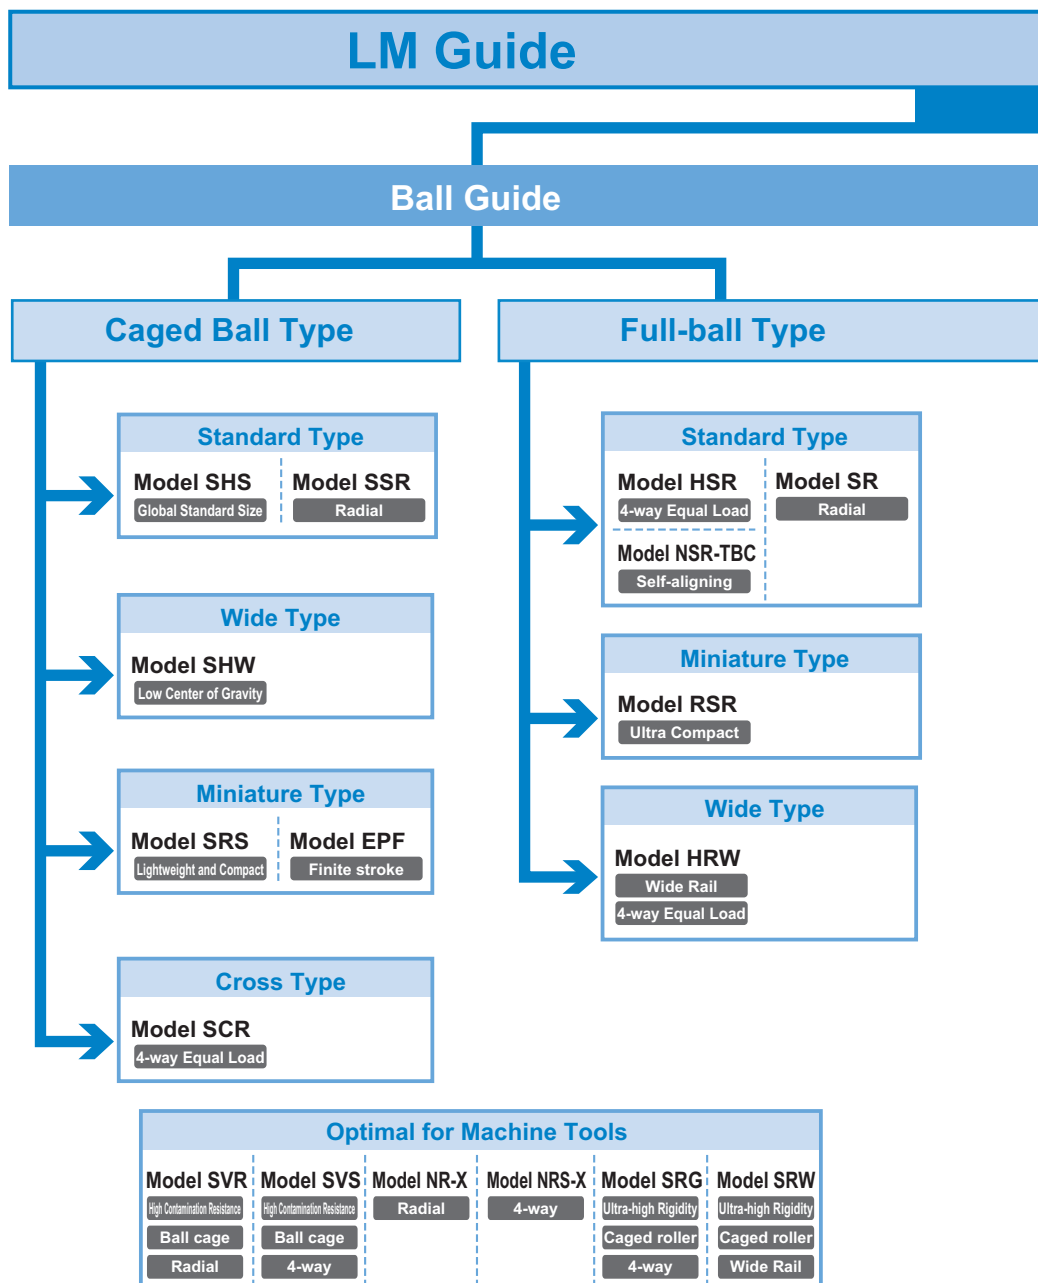 LM Guide
Ball Guide
Caged Ball Type
Standard Type
Model SHS
Global Standard Size
Model SSR
Radial
Wide Type
Model SHW
Low Center of Gravity
Miniature Type
Model SRS
Lightweight and Compact
Model EPF
Finite stroke
Cross Type
Model SCR
4-way Equal Load
Full-ball Type
Standard Type
Model HSR
4-way Equal Load
Model NSR-TBC
Self-aligning
Model SR
Radial
Miniature Type
Model RSR
Ultra Compact
Wide Type
Model HRW
Wide Rail
4-way Equal Load
Optimal for Machine Tools
Model SVR
High Contamination Resistance
Ball cage
Radial
Model SVS
High Contamination Resistance
Ball cage
4-way
Model NR-X
Radial
Model NRS-X
4-way
Model SRG
Ultra-high Rigidity
Caged roller
4-way
Model SRW
Ultra-high Rigidity
Caged roller
Wide Rail